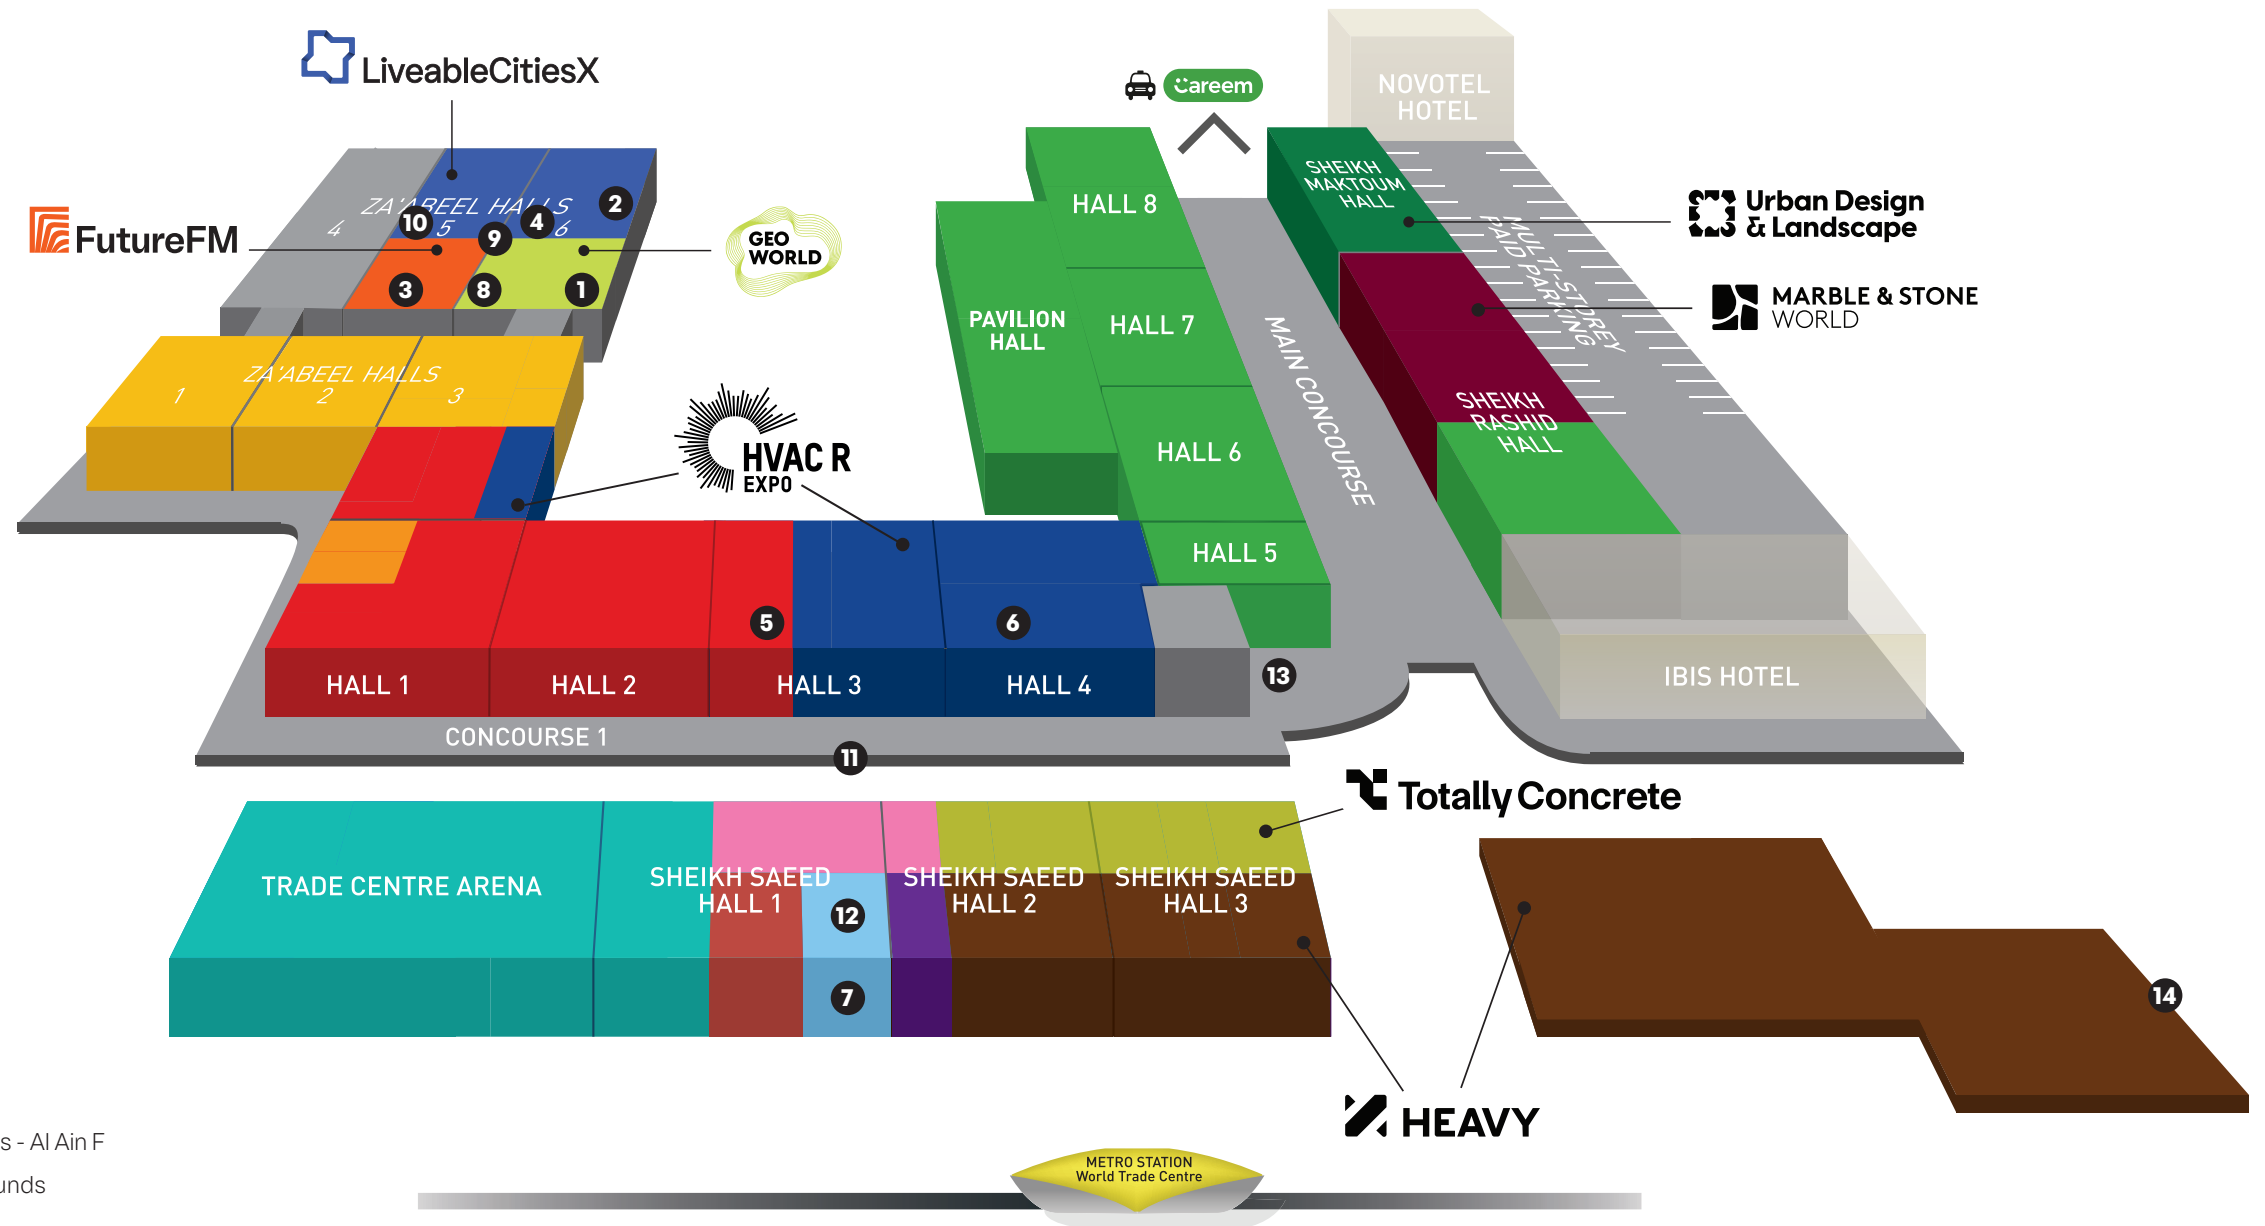 LiveableCitiesX
Careem
NOVOTEL
HOTEL
ZA'ABEEL HALLS
4
5
6
10
4
2
9
FutureFM
3
8
1
GEO
WORLD
HALL 8
SHEIKH
MAKTOUM
HALL
MULTI-STOREY
PAID PARKING
Urban Design
& Landscape
MARBLE & STONE
WORLD
PAVILION
HALL
HALL 7
MAIN CONCOURSE
ZA'ABEEL HALLS
1
2
3
HVAC R
EXPO
HALL 6
SHEIKH
RASHID
HALL
HALL 5
5
6
HALL 1
HALL 2
HALL 3
HALL 4
13
IBIS HOTEL
CONCOURSE 1
11
Totally Concrete
TRADE CENTRE ARENA
SHEIKH SAEED
HALL 1
SHEIKH SAEED
HALL 2
SHEIKH SAEED
HALL 3
12
7
14
HEAVY
s - Al Ain F
unds
METRO STATION
World Trade Centre